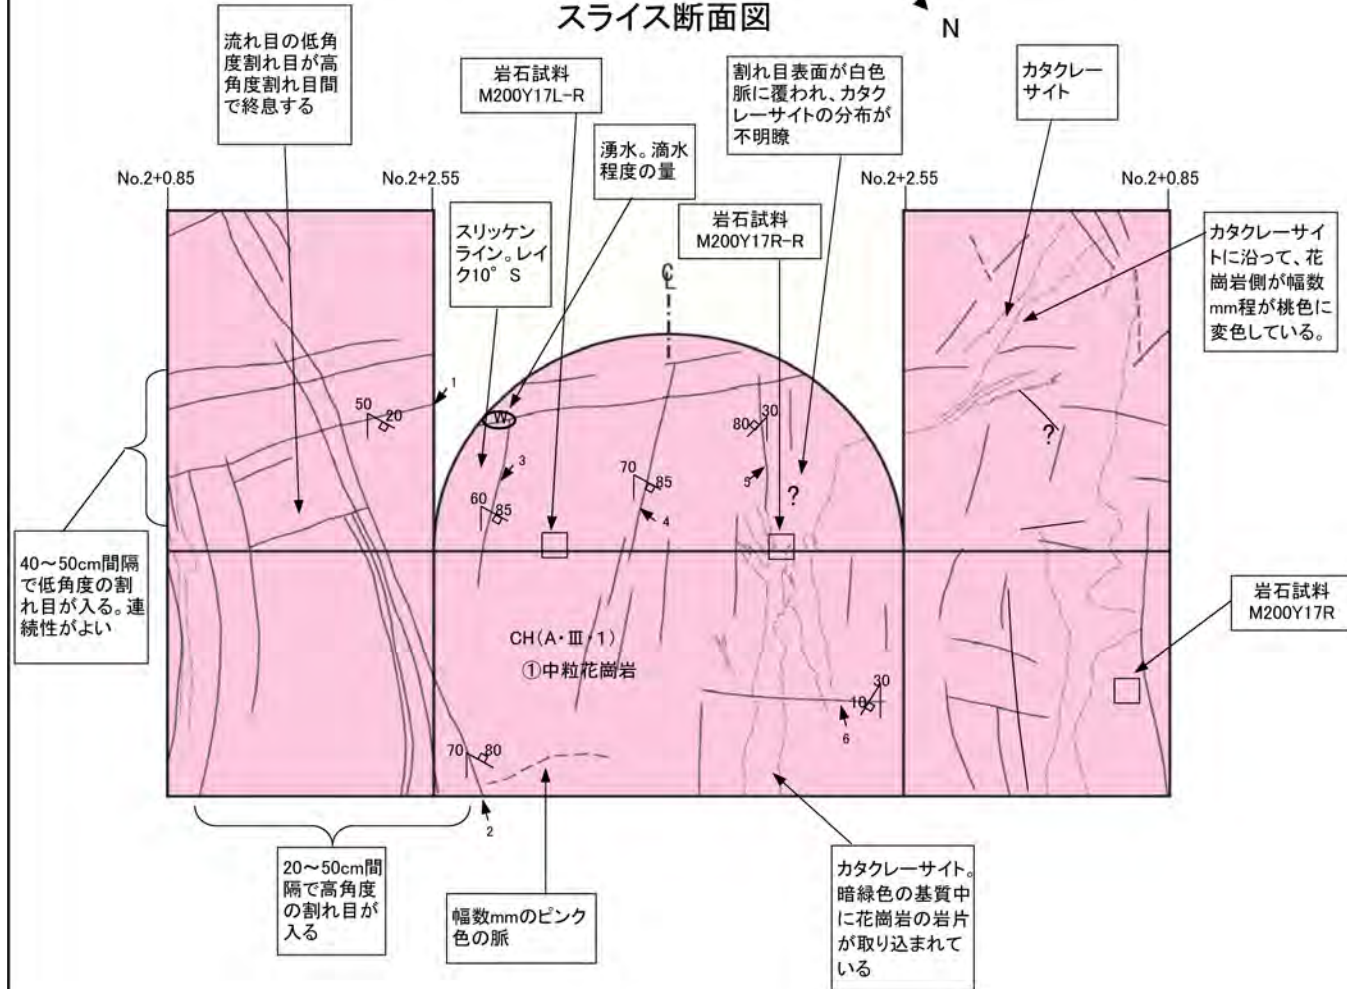 スライス断面図
N
流れ目の低角
度割れ目が高
角度割れ目間
で終息する
岩石試料
M200Y17L-R
湧水。滴水
程度の量
割れ目表面が白色
脈に覆われ、カタク
レーサイトの分布が
不明瞭
カタクレー
サイト
No.2+0.85
No.2+2.55
No.2+2.55
No.2+0.85
スリッケン
ライン。レイ
ク10° S
岩石試料
M200Y17R-R
カタクレーサイ
トに沿って、花
崗岩側が幅数
mm程が桃色に
変色している。
℄
1
50
20
W
3
60
85
70
85
4
80
30
5
?
?
40～50cm間隔
で低角度の割
れ目が入る。連
続性がよい
岩石試料
M200Y17R
CH(A・Ⅲ・1)
①中粒花崗岩
30
10
6
70
80
2
20～50cm間
隔で高角度
の割れ目が
入る
幅数mmのピンク
色の脈
カタクレーサイト。
暗緑色の基質中
に花崗岩の岩片
が取り込まれて
いる